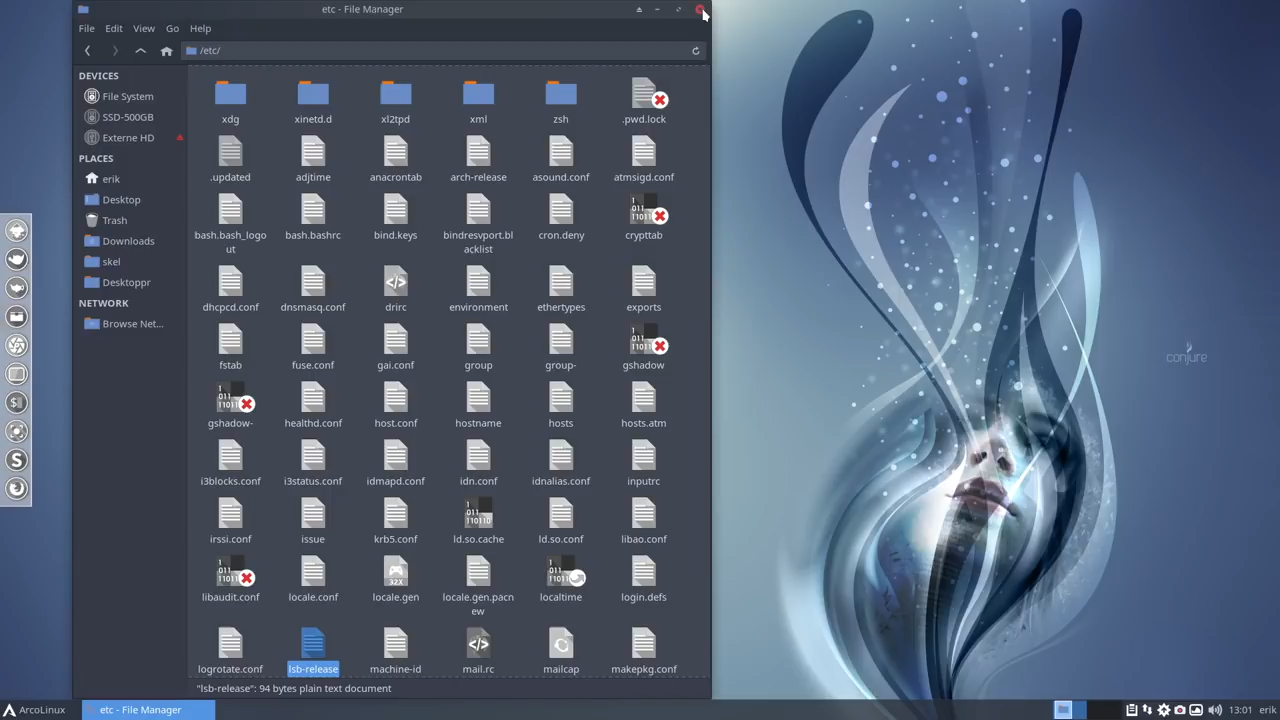 etc - File Manager
File Edit View Go Help
/etc/
DEVICES
File System
SSD-500GB
Externe HD
PLACES
erik
Desktop
Trash
Downloads
skel
Desktoppr
NETWORK
Browse Net...
xdg xinetd.d xl2tpd xml zsh .pwd.lock
.updated adjtime anacrontab arch-release asound.conf atmsigd.conf
bash.bash_logo
ut
bash.bashrc bind.keys
bindresvport.bl
acklist
cron.deny crypttab
dhcpcd.conf dnsmasq.conf drirc environment ethertypes exports
fstab fuse.conf gai.conf group group- gshadow
gshadow- healthd.conf host.conf hostname hosts hosts.atm
i3blocks.conf i3status.conf idmapd.conf idn.conf idnalias.conf inputrc
irssi.conf issue krb5.conf ld.so.cache ld.so.conf libao.conf
32X
libaudit.conf locale.conf locale.gen
locale.gen.pacn
ew
localtime login.defs
logrotate.conf lsb-release machine-id mail.rc mailcap makepkg.conf
"lsb-release": 94 bytes plain text document
conjure
ArcoLinux
etc - File Manager
13:01 erik